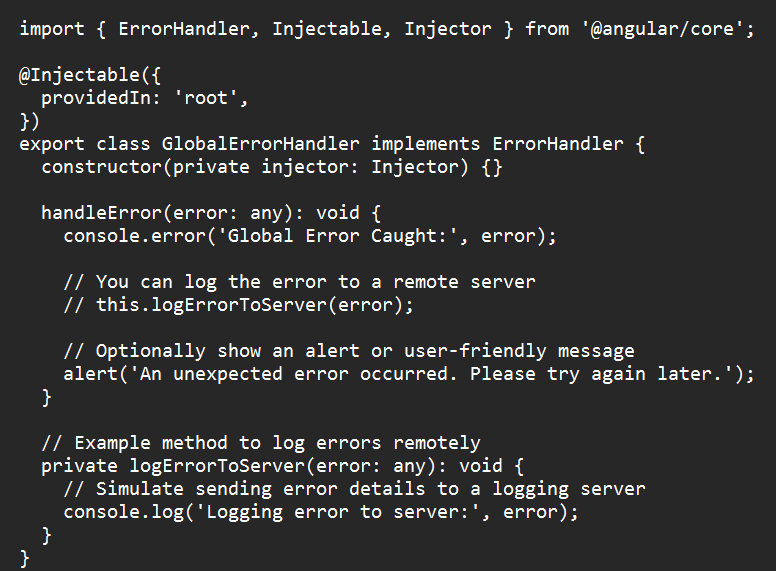 import { ErrorHandler, Injectable, Injector } from '@angular/core';

@Injectable({
  providedIn: 'root',
})
export class GlobalErrorHandler implements ErrorHandler {
  constructor(private injector: Injector) {}

  handleError(error: any): void {
    console.error('Global Error Caught:', error);

    // You can log the error to a remote server
    // this.logErrorToServer(error);

    // Optionally show an alert or user-friendly message
    alert('An unexpected error occurred. Please try again later.');
  }

  // Example method to log errors remotely
  private logErrorToServer(error: any): void {
    // Simulate sending error details to a logging server
    console.log('Logging error to server:', error);
  }
}